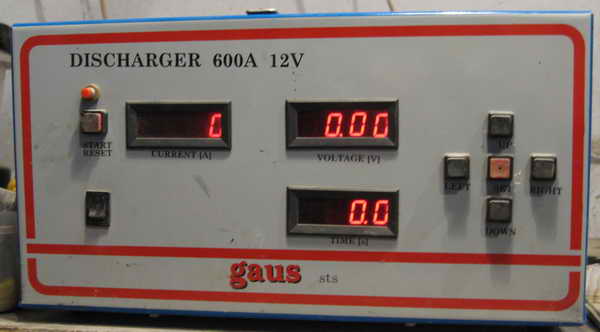 DISCHARGER 600A 12V
START
RESET
0
CURRENT [A]
0.00
VOLTAGE [V]
UP
LEFT
SET
RIGHT
DOWN
0.0
TIME [s]
gaus sts